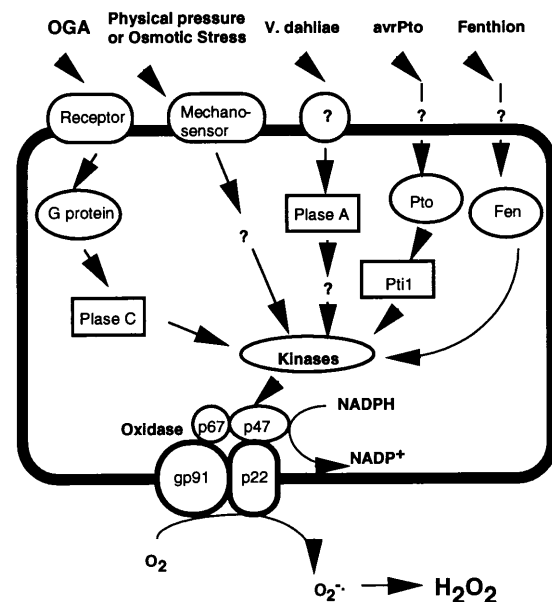 OGA
Physical pressure
or Osmotic Stress
V. dahliae
avrPto
Fenthion
Receptor
Mechano-
sensor
?
?
?
G protein
?
Plase A
Pto
Fen
Plase C
?
Pti1
Kinases
Oxidase
p67
p47
NADPH
NADP+
gp91
p22
O2
O2-·
H2O2